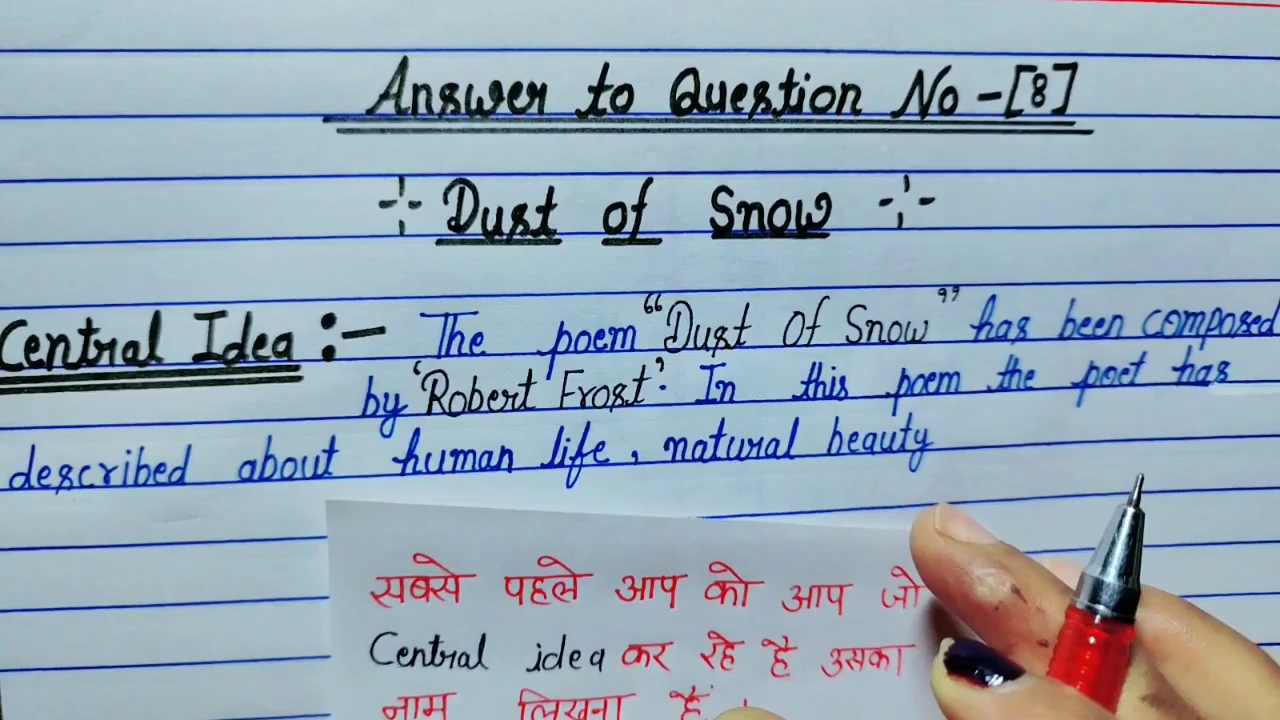 Answer to Question No -[8]
Dust of Snow
Central Idea :- The poem "Dust Of Snow" has been composed
by 'Robert Frost'. In this poem the poet has
described about human life, natural beauty
सबसे पहले आप को आप जो
Central idea कर रहे है उसका
नाम लिखना हैं।